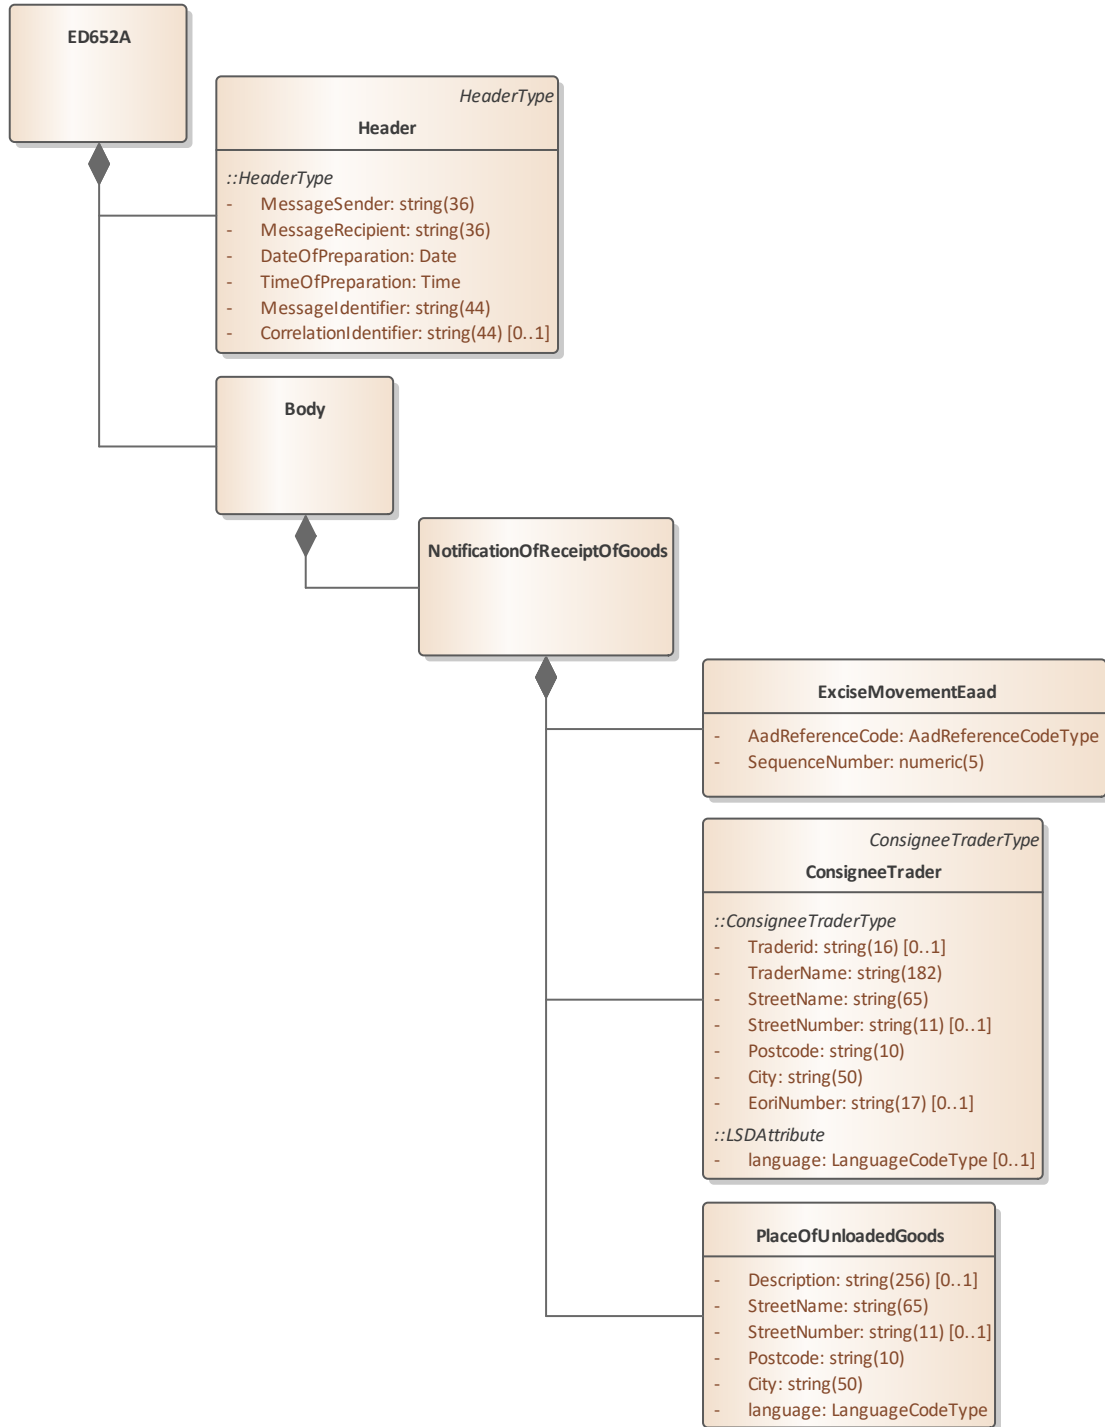 ED652A
HeaderType
Header
::HeaderType
- MessageSender: string(36)
- MessageRecipient: string(36)
- DateOfPreparation: Date
- TimeOfPreparation: Time
- MessageIdentifier: string(44)
- CorrelationIdentifier: string(44) [0..1]
Body
NotificationOfReceiptOfGoods
ExciseMovementEaad
- AadReferenceCode: AadReferenceCodeType
- SequenceNumber: numeric(5)
ConsigneeTraderType
ConsigneeTrader
::ConsigneeTraderType
- Traderid: string(16) [0..1]
- TraderName: string(182)
- StreetName: string(65)
- StreetNumber: string(11) [0..1]
- Postcode: string(10)
- City: string(50)
- EoriNumber: string(17) [0..1]
::LSDAttribute
- language: LanguageCodeType [0..1]
PlaceOfUnloadedGoods
- Description: string(256) [0..1]
- StreetName: string(65)
- StreetNumber: string(11) [0..1]
- Postcode: string(10)
- City: string(50)
- language: LanguageCodeType